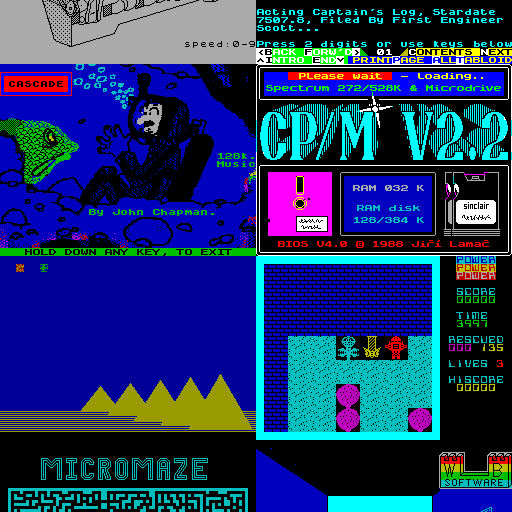 speed:0-9
Acting Captain's Log, Stardate
7507.8, Filed By First Engineer
Scott...
Press 2 digits or use keys below
<BACK FORW'D> 01 CONTENTS NEXT
^INTRO ENDV PRINTPAGE ALLTABLOID
CASCADE
128K.
Music
By John Chapman.
HOLD DOWN ANY KEY, TO EXIT
Please wait - Loading..
Spectrum 272/528K & Microdrive
CP/M V2.2
RAM 032 K
RAM disk
128/384 K
sinclair
BIOS V4.0 © 1988 Jiří Lamač
POWER
POWER
POWER
SCORE
00000
TIME
3997
RESCUED
000 135
LIVES 3
HISCORE
00000
MICROMAZE
W B
SOFTWARE